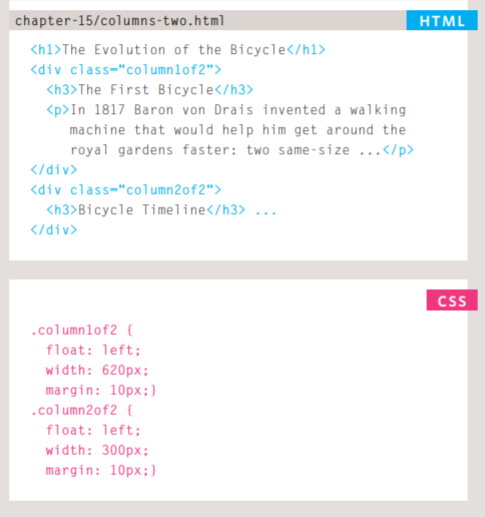 chapter-15/columns-two.html HTML
<h1>The Evolution of the Bicycle</h1>
<div class="column1of2">
<h3>The First Bicycle</h3>
<p>In 1817 Baron von Drais invented a walking
machine that would help him get around the
royal gardens faster: two same-size ...</p>
</div>
<div class="column2of2">
<h3>Bicycle Timeline</h3> ...
</div>
CSS
.column1of2 {
float: left;
width: 620px;
margin: 10px;}
.column2of2 {
float: left;
width: 300px;
margin: 10px;}